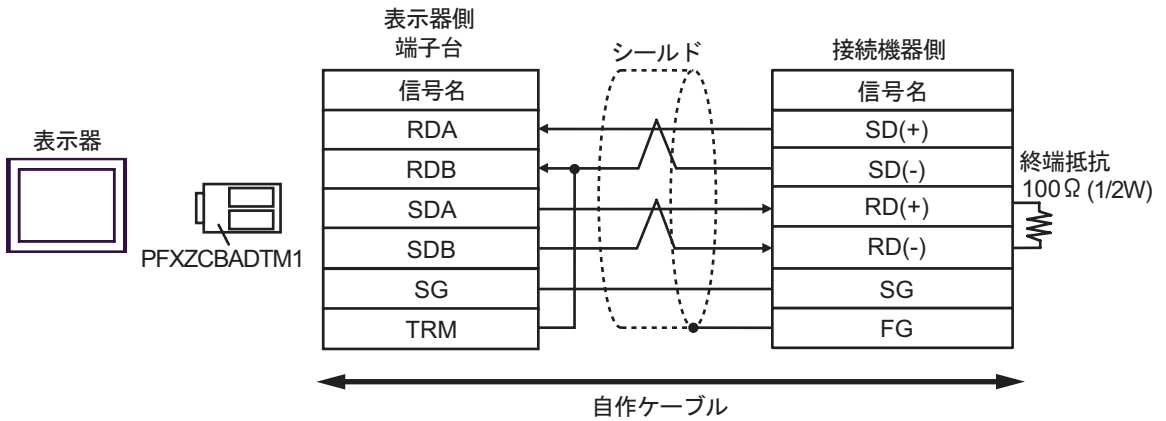 表示器側
端子台
シールド
接続機器側
信号名
信号名
RDA
SD(+)
表示器
RDB
SD(-)
終端抵抗
100Ω (1/2W)
SDA
RD(+)
SDB
RD(-)
PFXZCBADTM1
SG
SG
TRM
FG
自作ケーブル